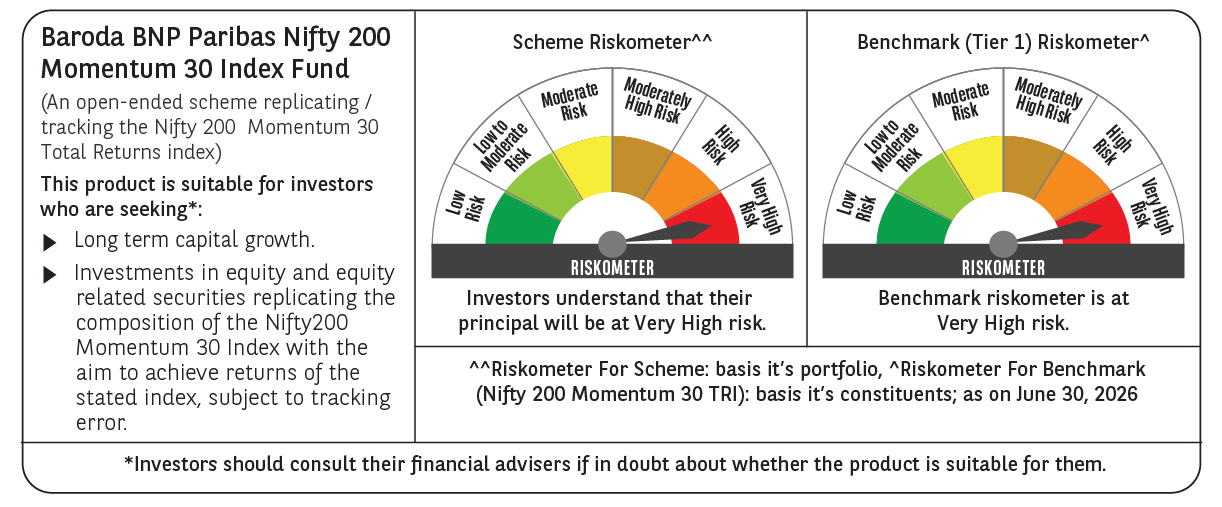 Baroda BNP Paribas Nifty 200
Momentum 30 Index Fund
(An open-ended scheme replicating /
tracking the Nifty 200 Momentum 30
Total Returns index)
This product is suitable for investors
who are seeking*:
▶ Long term capital growth.
▶ Investments in equity and equity
related securities replicating the
composition of the Nifty200
Momentum 30 Index with the
aim to achieve returns of the
stated index, subject to tracking
error.
Scheme Riskometer^^
Low
Risk
Low to
Moderate
Risk
Moderate
Risk
Moderately
High Risk
High
Risk
Very High
Risk
RISKOMETER
Investors understand that their
principal will be at Very High risk.
Benchmark (Tier 1) Riskometer^
Low
Risk
Low to
Moderate
Risk
Moderate
Risk
Moderately
High Risk
High
Risk
Very High
Risk
RISKOMETER
Benchmark riskometer is at
Very High risk.
^^Riskometer For Scheme: basis it's portfolio, ^Riskometer For Benchmark
(Nifty 200 Momentum 30 TRI): basis it's constituents; as on June 30, 2026
*Investors should consult their financial advisers if in doubt about whether the product is suitable for them.